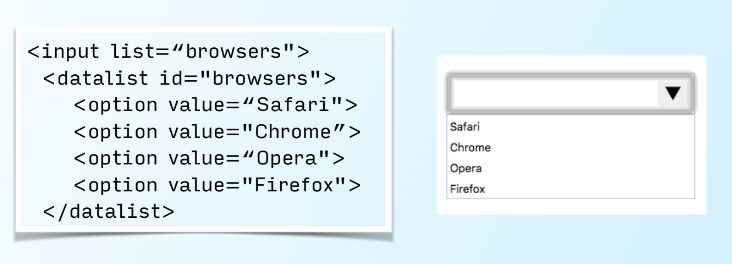 <input list=“browsers">
<datalist id="browsers">
<option value=“Safari">
<option value="Chrome”>
<option value=“Opera">
<option value="Firefox">
</datalist>
Safari
Chrome
Opera
Firefox